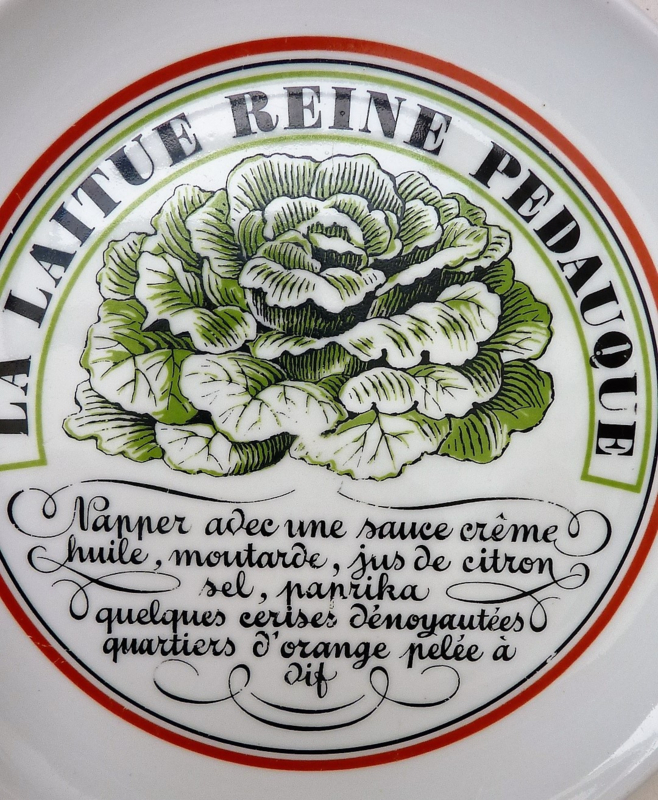 LA LAITUE REINE PEDAUQUE
Napper avec une sauce crême
huile, moutarde, jus de citron
sel, paprika
quelques cerises dénoyautées
quartiers d'orange pelée à
vif